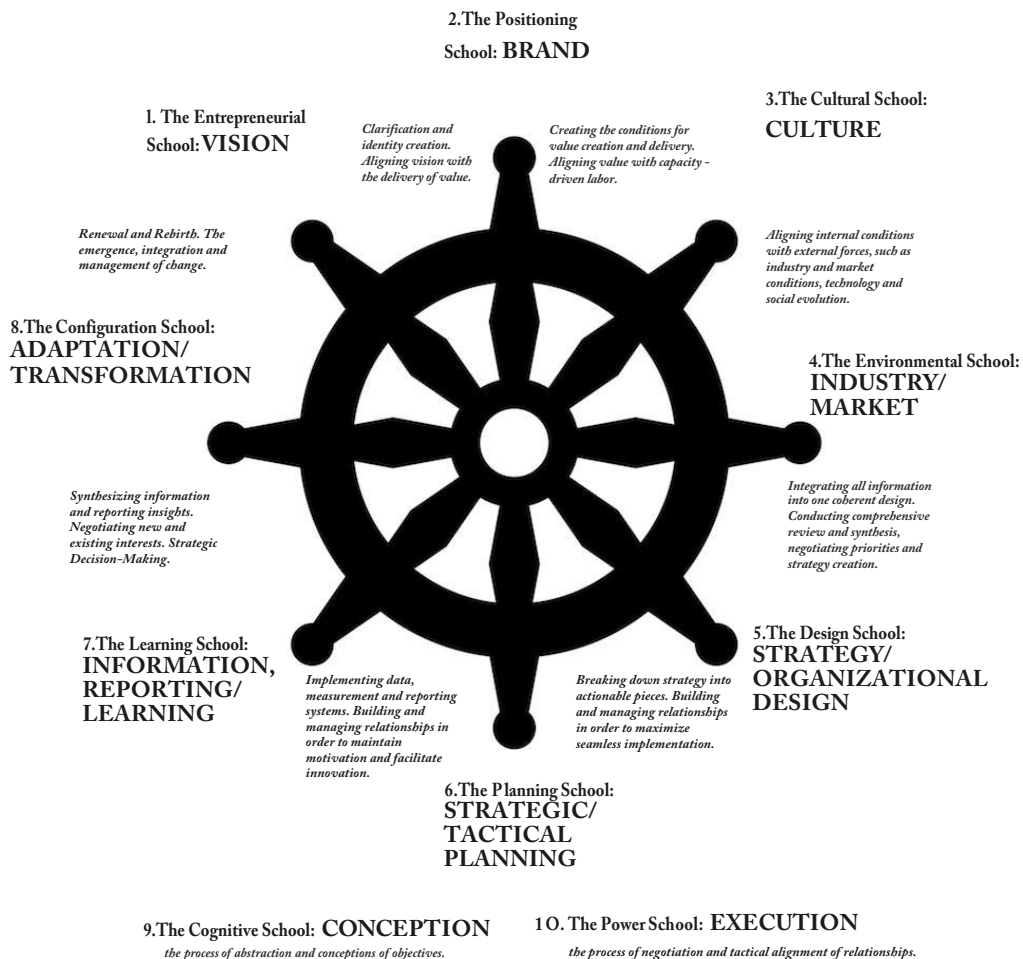 2.The Positioning
School: BRAND
1. The Entrepreneurial
School: VISION
Clarification and
identity creation.
Aligning vision with
the delivery of value.
Creating the conditions for
value creation and delivery.
Aligning value with capacity -
driven labor.
3.The Cultural School:
CULTURE
Renewal and Rebirth. The
emergence, integration and
management of change.
Aligning internal conditions
with external forces, such as
industry and market
conditions, technology and
social evolution.
8.The Configuration School:
ADAPTATION/
TRANSFORMATION
4.The Environmental School:
INDUSTRY/
MARKET
Synthesizing information
and reporting insights.
Negotiating new and
existing interests. Strategic
Decision-Making.
Integrating all information
into one coherent design.
Conducting comprehensive
review and synthesis,
negotiating priorities and
strategy creation.
7.The Learning School:
INFORMATION,
REPORTING/
LEARNING
Implementing data,
measurement and reporting
systems. Building and
managing relationships in
order to maintain
motivation and facilitate
innovation.
Breaking down strategy into
actionable pieces. Building
and managing relationships
in order to maximize
seamless implementation.
5.The Design School:
STRATEGY/
ORGANIZATIONAL
DESIGN
6.The Planning School:
STRATEGIC/
TACTICAL
PLANNING
9.The Cognitive School: CONCEPTION
the process of abstraction and conceptions of objectives.
10. The Power School: EXECUTION
the process of negotiation and tactical alignment of relationships.